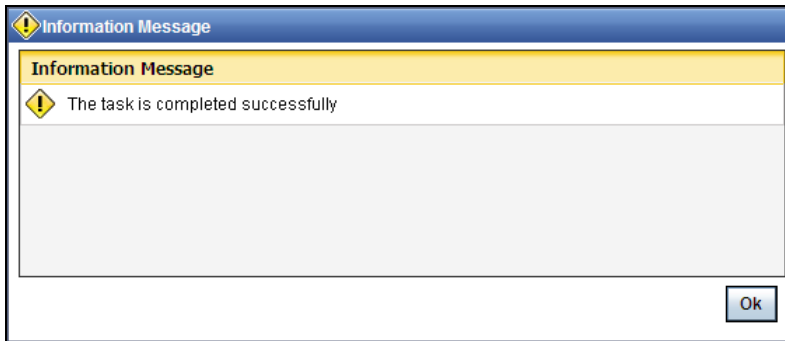 Information Message
Information Message
The task is completed successfully
Ok